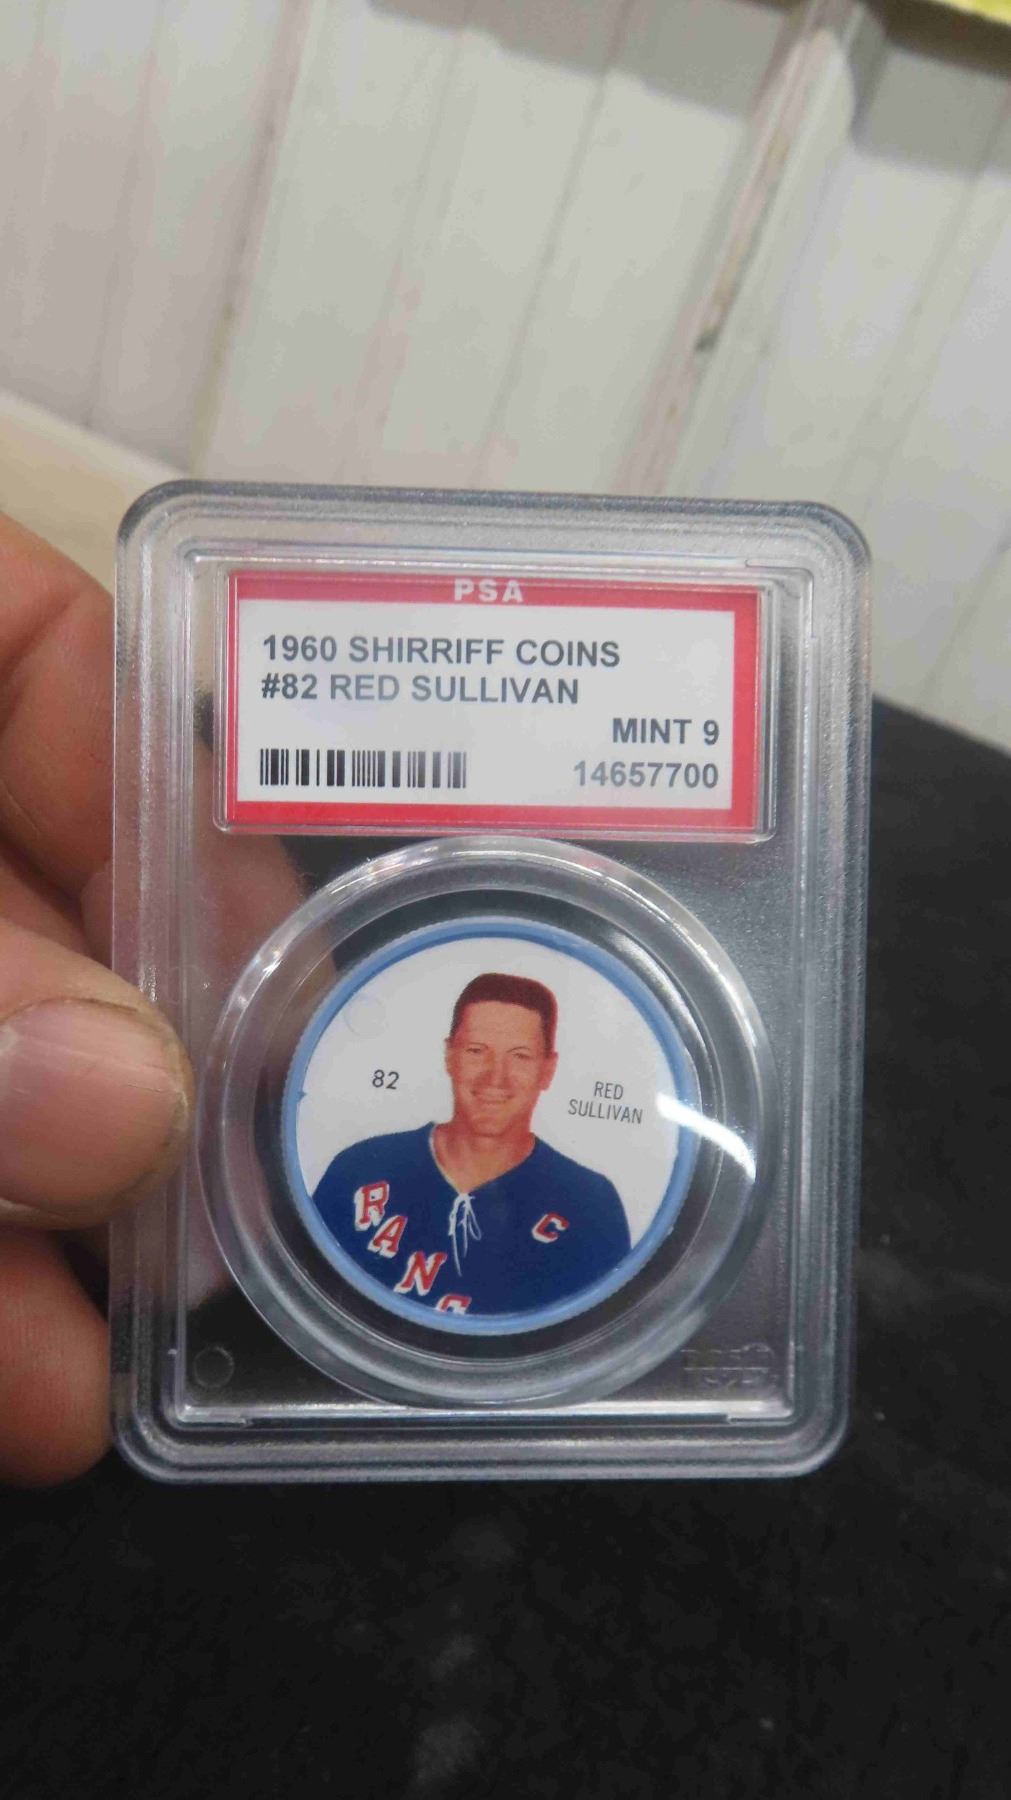 PSA
1960 SHIRRIFF COINS
#82 RED SULLIVAN
MINT 9
14657700
82
RED
SULLIVAN
RANG
C